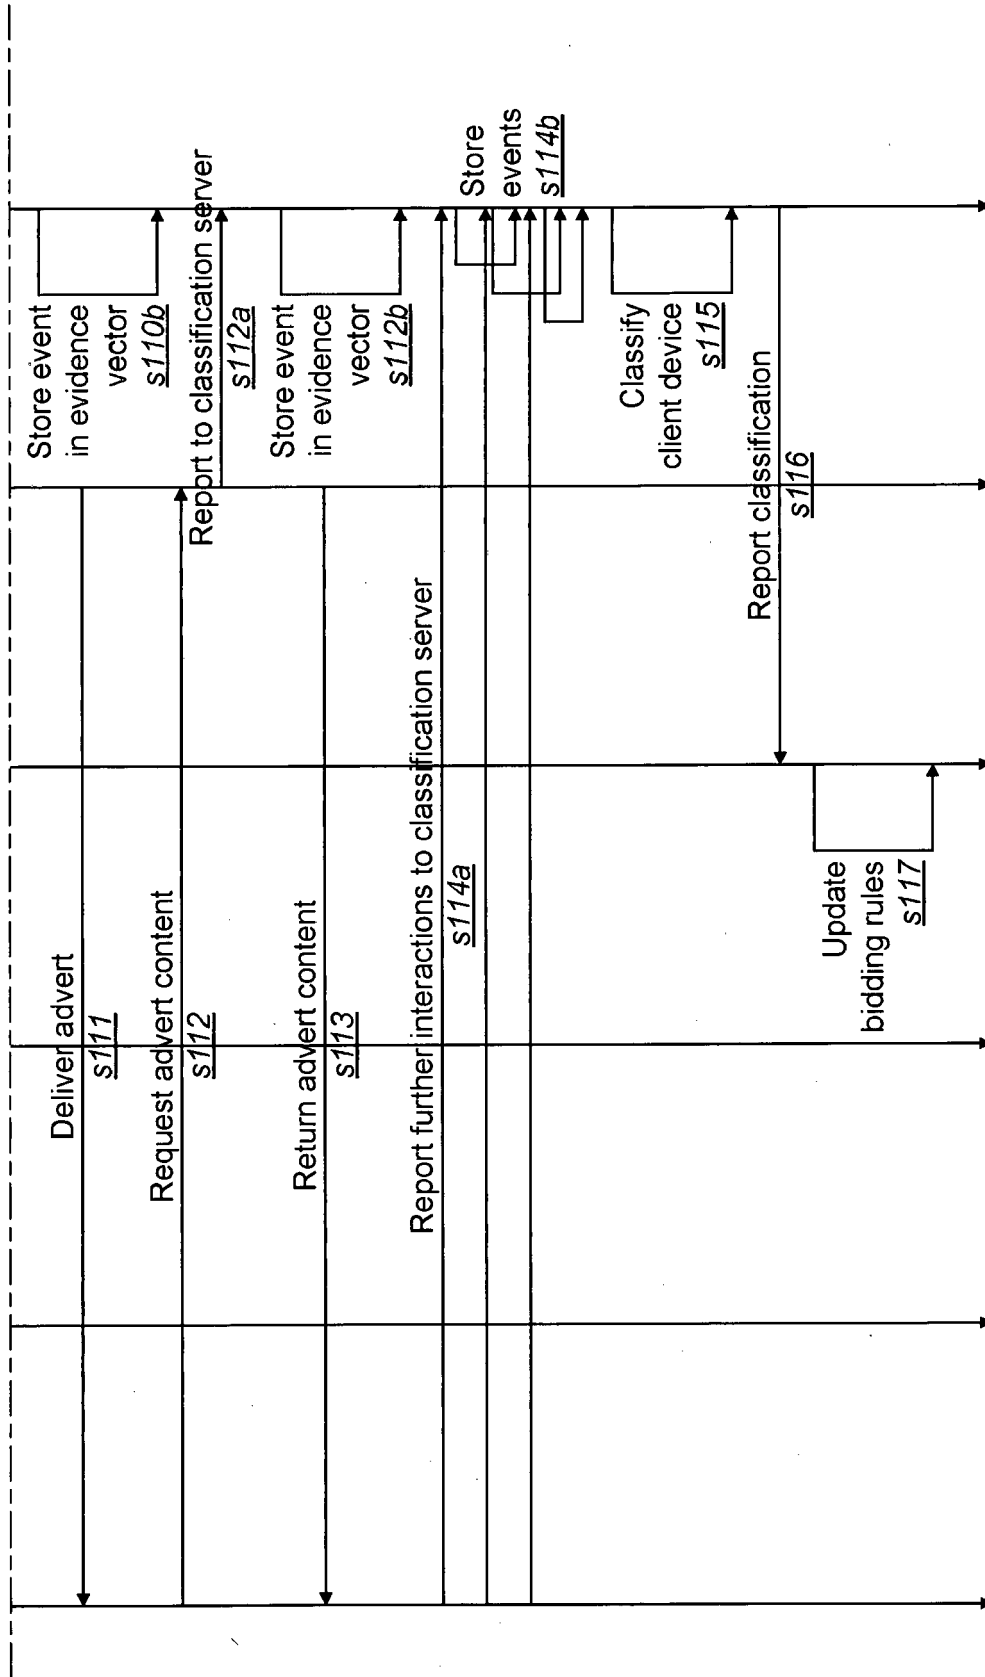 Store event
in evidence
vector
s110b
Deliver advert
s111
Request advert content
s112
Report to classification server
s112a
Store event
in evidence
vector
s112b
Return advert content
s113
Report further interactions to classification server
s114a
Store
events
s114b
Classify
client device
s115
Report classification
s116
Update
bidding rules
s117